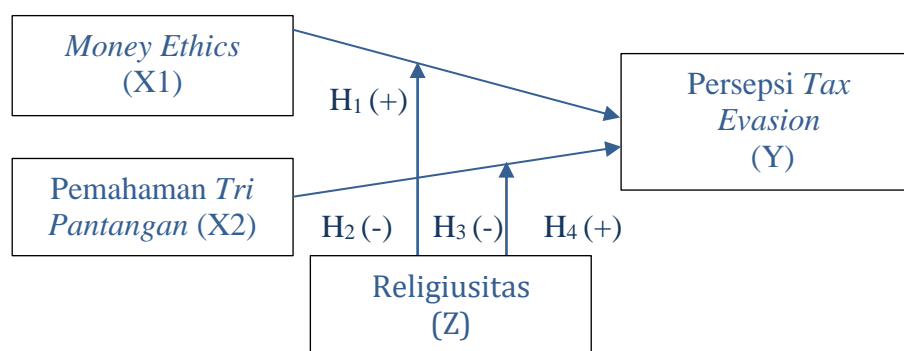 Money Ethics
(X1)
Persepsi Tax
Evasion
(Y)
H1 (+)
Pemahaman Tri
Pantangan (X2)
H2 (-)
H3 (-)
H4 (+)
Religiusitas
(Z)